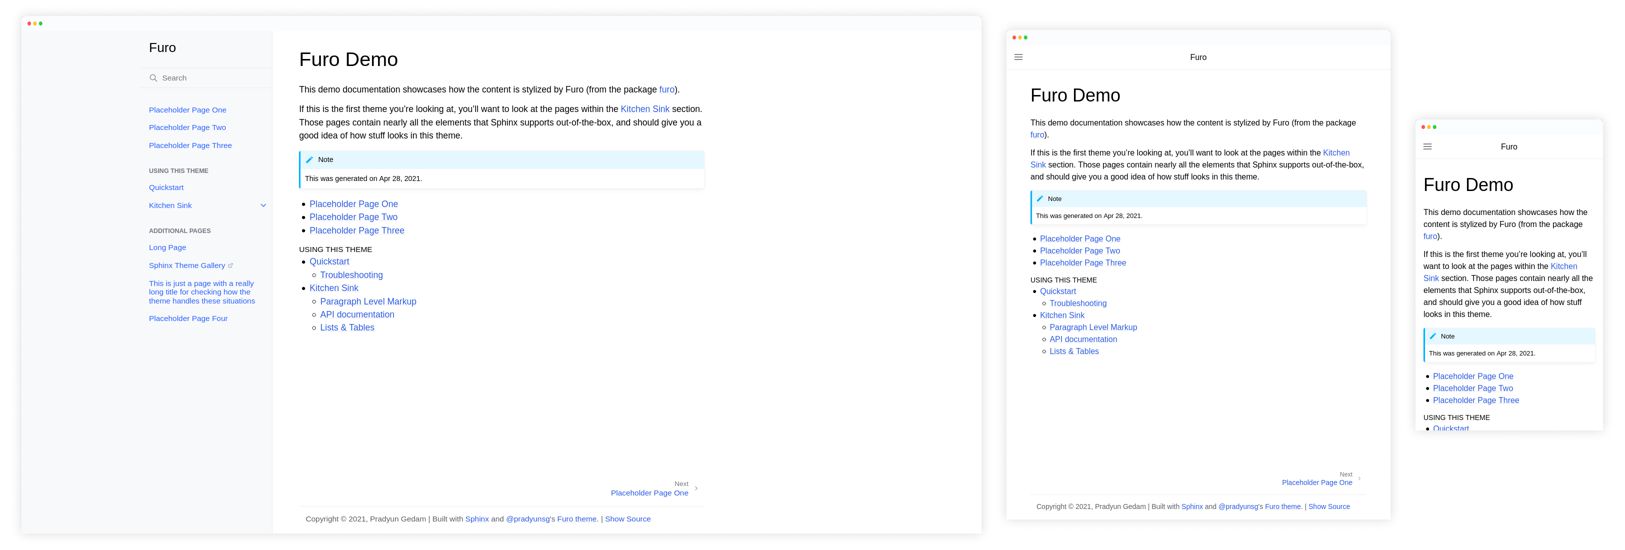 Furo
Search
Placeholder Page One
Placeholder Page Two
Placeholder Page Three
USING THIS THEME
Quickstart
Kitchen Sink
ADDITIONAL PAGES
Long Page
Sphinx Theme Gallery
This is just a page with a really
long title for checking how the
theme handles these situations
Placeholder Page Four
Furo Demo
This demo documentation showcases how the content is stylized by Furo (from the package furo).
If this is the first theme you’re looking at, you’ll want to look at the pages within the Kitchen Sink section.
Those pages contain nearly all the elements that Sphinx supports out-of-the-box, and should give you a
good idea of how stuff looks in this theme.
Note
This was generated on Apr 28, 2021.
Placeholder Page One
Placeholder Page Two
Placeholder Page Three
USING THIS THEME
Quickstart
Troubleshooting
Kitchen Sink
Paragraph Level Markup
API documentation
Lists & Tables
Next
Placeholder Page One
Copyright © 2021, Pradyun Gedam | Built with Sphinx and @pradyunsg's Furo theme. | Show Source
Furo
Furo Demo
This demo documentation showcases how the content is stylized by Furo (from the package
furo).
If this is the first theme you’re looking at, you’ll want to look at the pages within the Kitchen
Sink section. Those pages contain nearly all the elements that Sphinx supports out-of-the-box,
and should give you a good idea of how stuff looks in this theme.
Note
This was generated on Apr 28, 2021.
Placeholder Page One
Placeholder Page Two
Placeholder Page Three
USING THIS THEME
Quickstart
Troubleshooting
Kitchen Sink
Paragraph Level Markup
API documentation
Lists & Tables
Next
Placeholder Page One
Copyright © 2021, Pradyun Gedam | Built with Sphinx and @pradyunsg's Furo theme. | Show Source
Furo
Furo Demo
This demo documentation showcases how the
content is stylized by Furo (from the package
furo).
If this is the first theme you’re looking at, you’ll
want to look at the pages within the Kitchen
Sink section. Those pages contain nearly all the
elements that Sphinx supports out-of-the-box,
and should give you a good idea of how stuff
looks in this theme.
Note
This was generated on Apr 28, 2021.
Placeholder Page One
Placeholder Page Two
Placeholder Page Three
USING THIS THEME
Quickstart